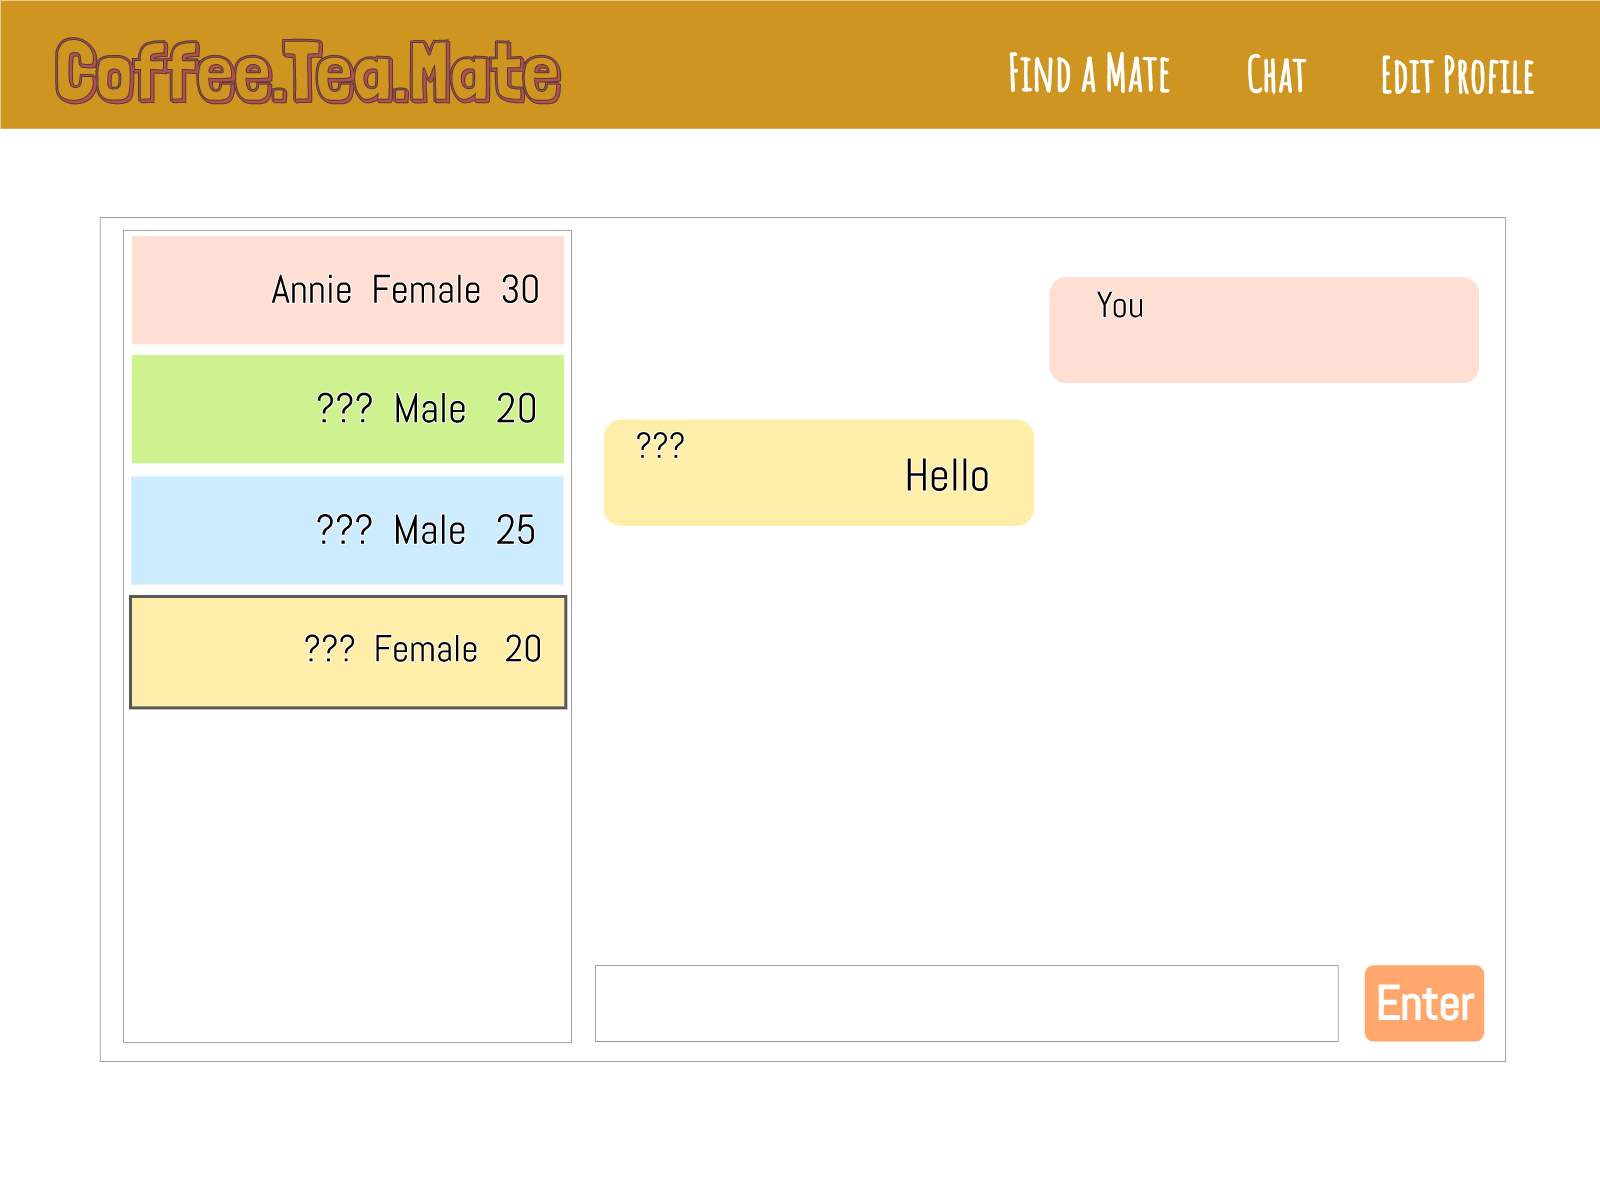 Coffee.Tea.Mate
Find a Mate Chat Edit Profile
Annie Female 30
??? Male 20
??? Male 25
??? Female 20
You
???
Hello
Enter